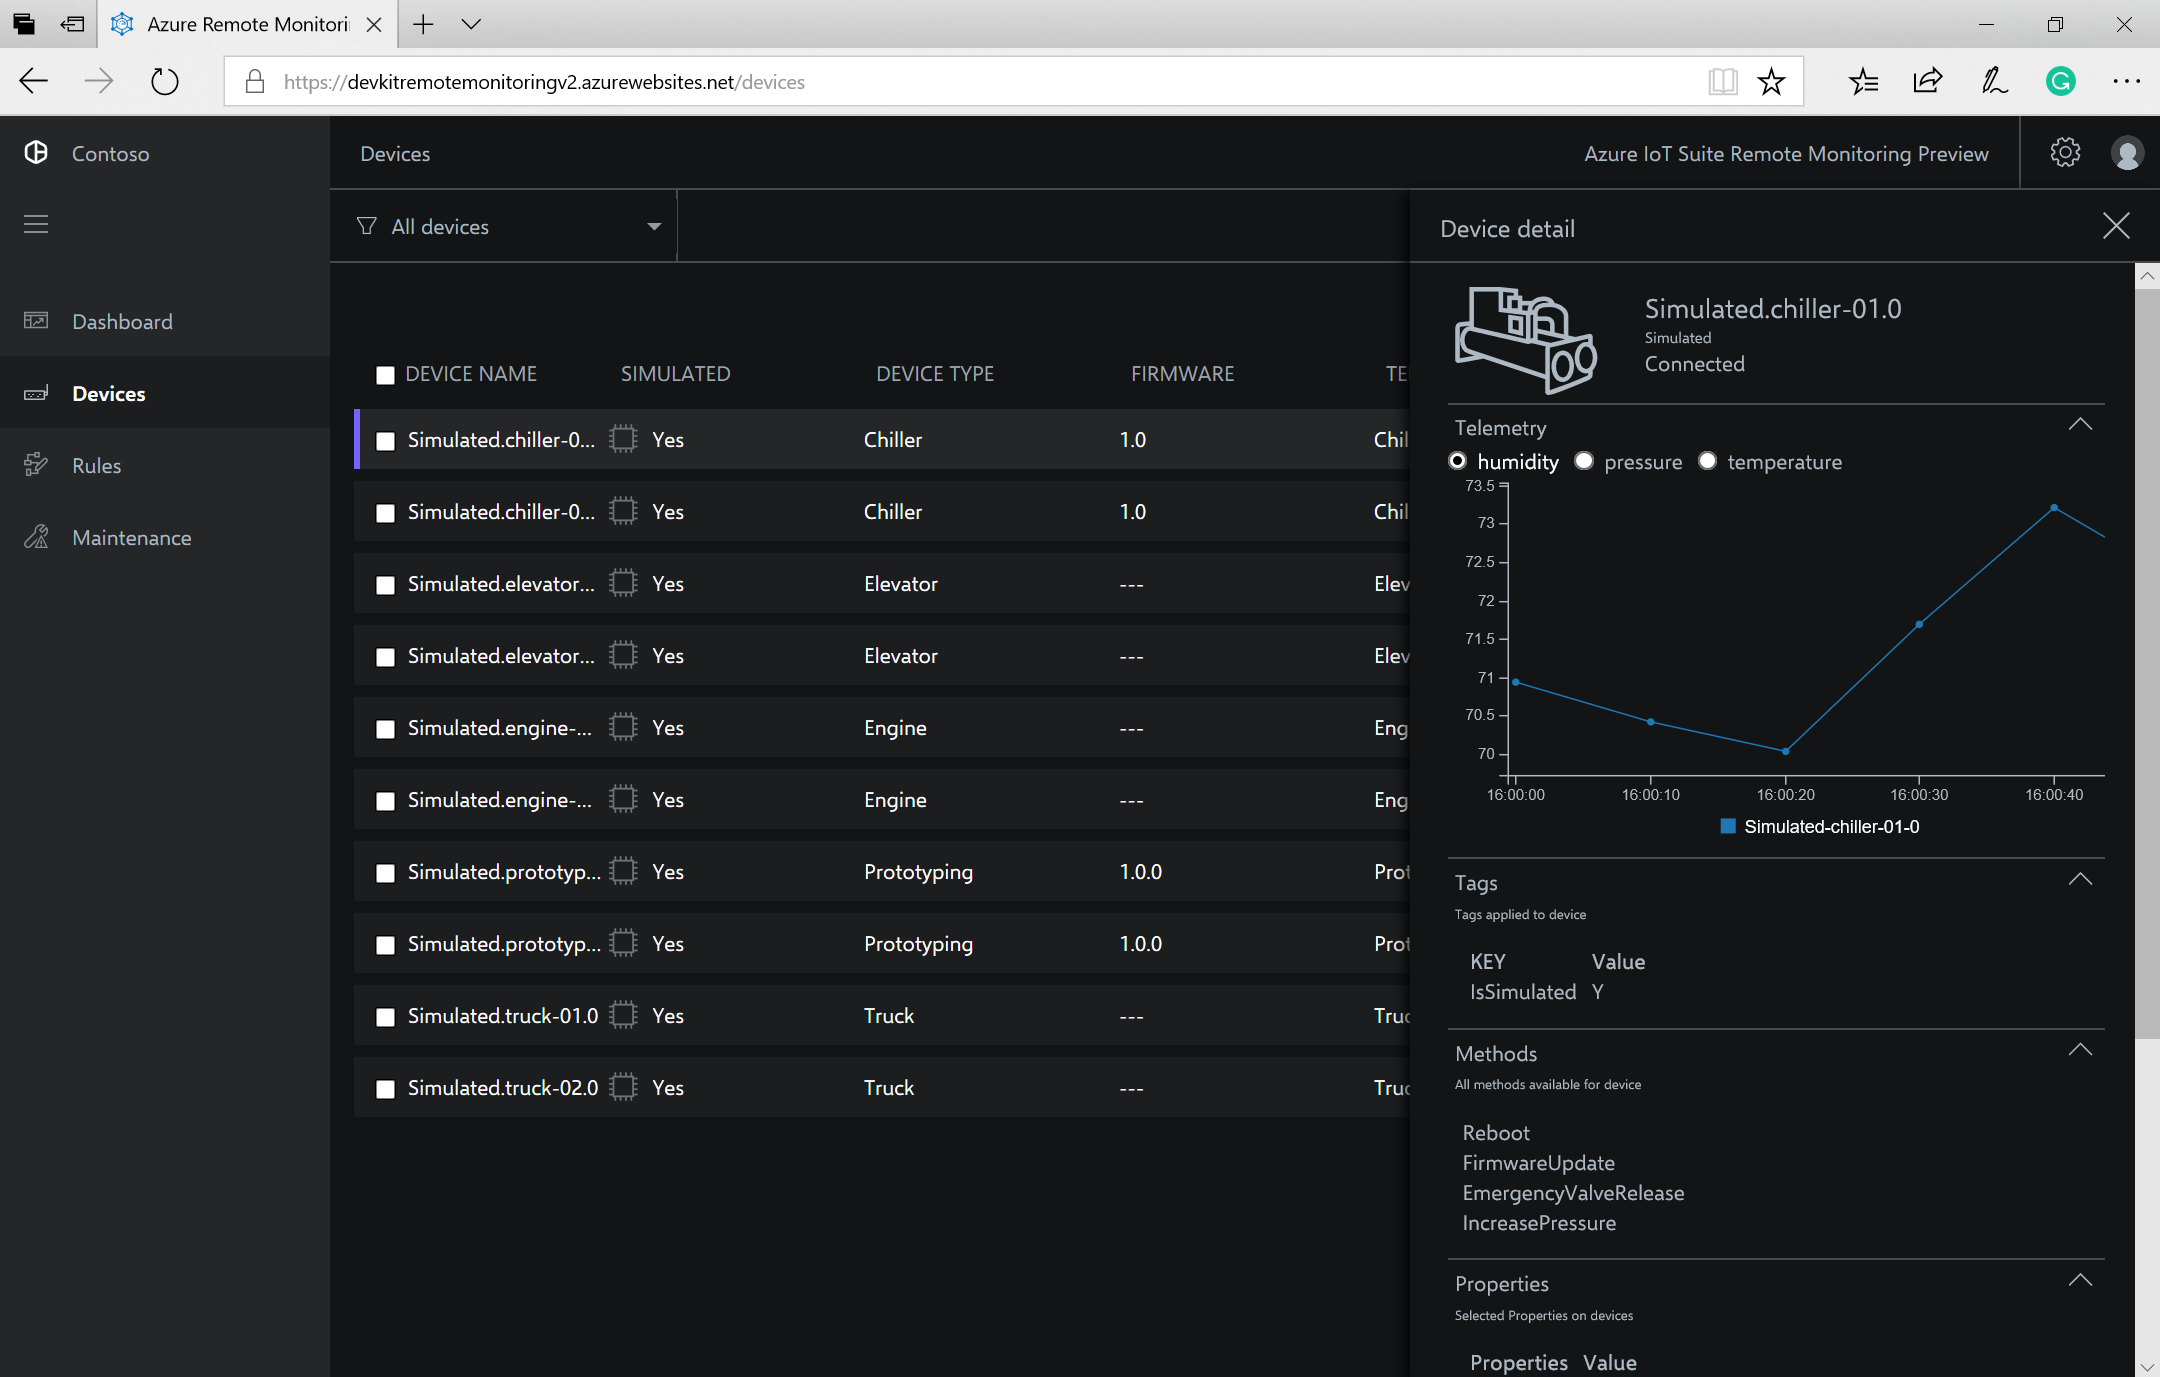 Azure Remote Monitori
https://devkitremotemonitoringv2.azurewebsites.net/devices
Contoso
Devices
Azure IoT Suite Remote Monitoring Preview
Dashboard
Devices
Rules
Maintenance
All devices
DEVICE NAME SIMULATED DEVICE TYPE FIRMWARE TE
Simulated.chiller-0... Yes Chiller 1.0 Chil
Simulated.chiller-0... Yes Chiller 1.0 Chil
Simulated.elevator... Yes Elevator --- Elev
Simulated.elevator... Yes Elevator --- Elev
Simulated.engine-... Yes Engine --- Eng
Simulated.engine-... Yes Engine --- Eng
Simulated.prototyp... Yes Prototyping 1.0.0 Prot
Simulated.prototyp... Yes Prototyping 1.0.0 Prot
Simulated.truck-01.0 Yes Truck --- Truc
Simulated.truck-02.0 Yes Truck --- Truc
Device detail
Simulated.chiller-01.0
Simulated
Connected
Telemetry
humidity pressure temperature
73.5
73
72.5
72
71.5
71
70.5
70
16:00:00 16:00:10 16:00:20 16:00:30 16:00:40
Simulated-chiller-01-0
Tags
Tags applied to device
KEY Value
IsSimulated Y
Methods
All methods available for device
Reboot
FirmwareUpdate
EmergencyValveRelease
IncreasePressure
Properties
Selected Properties on devices
Properties Value